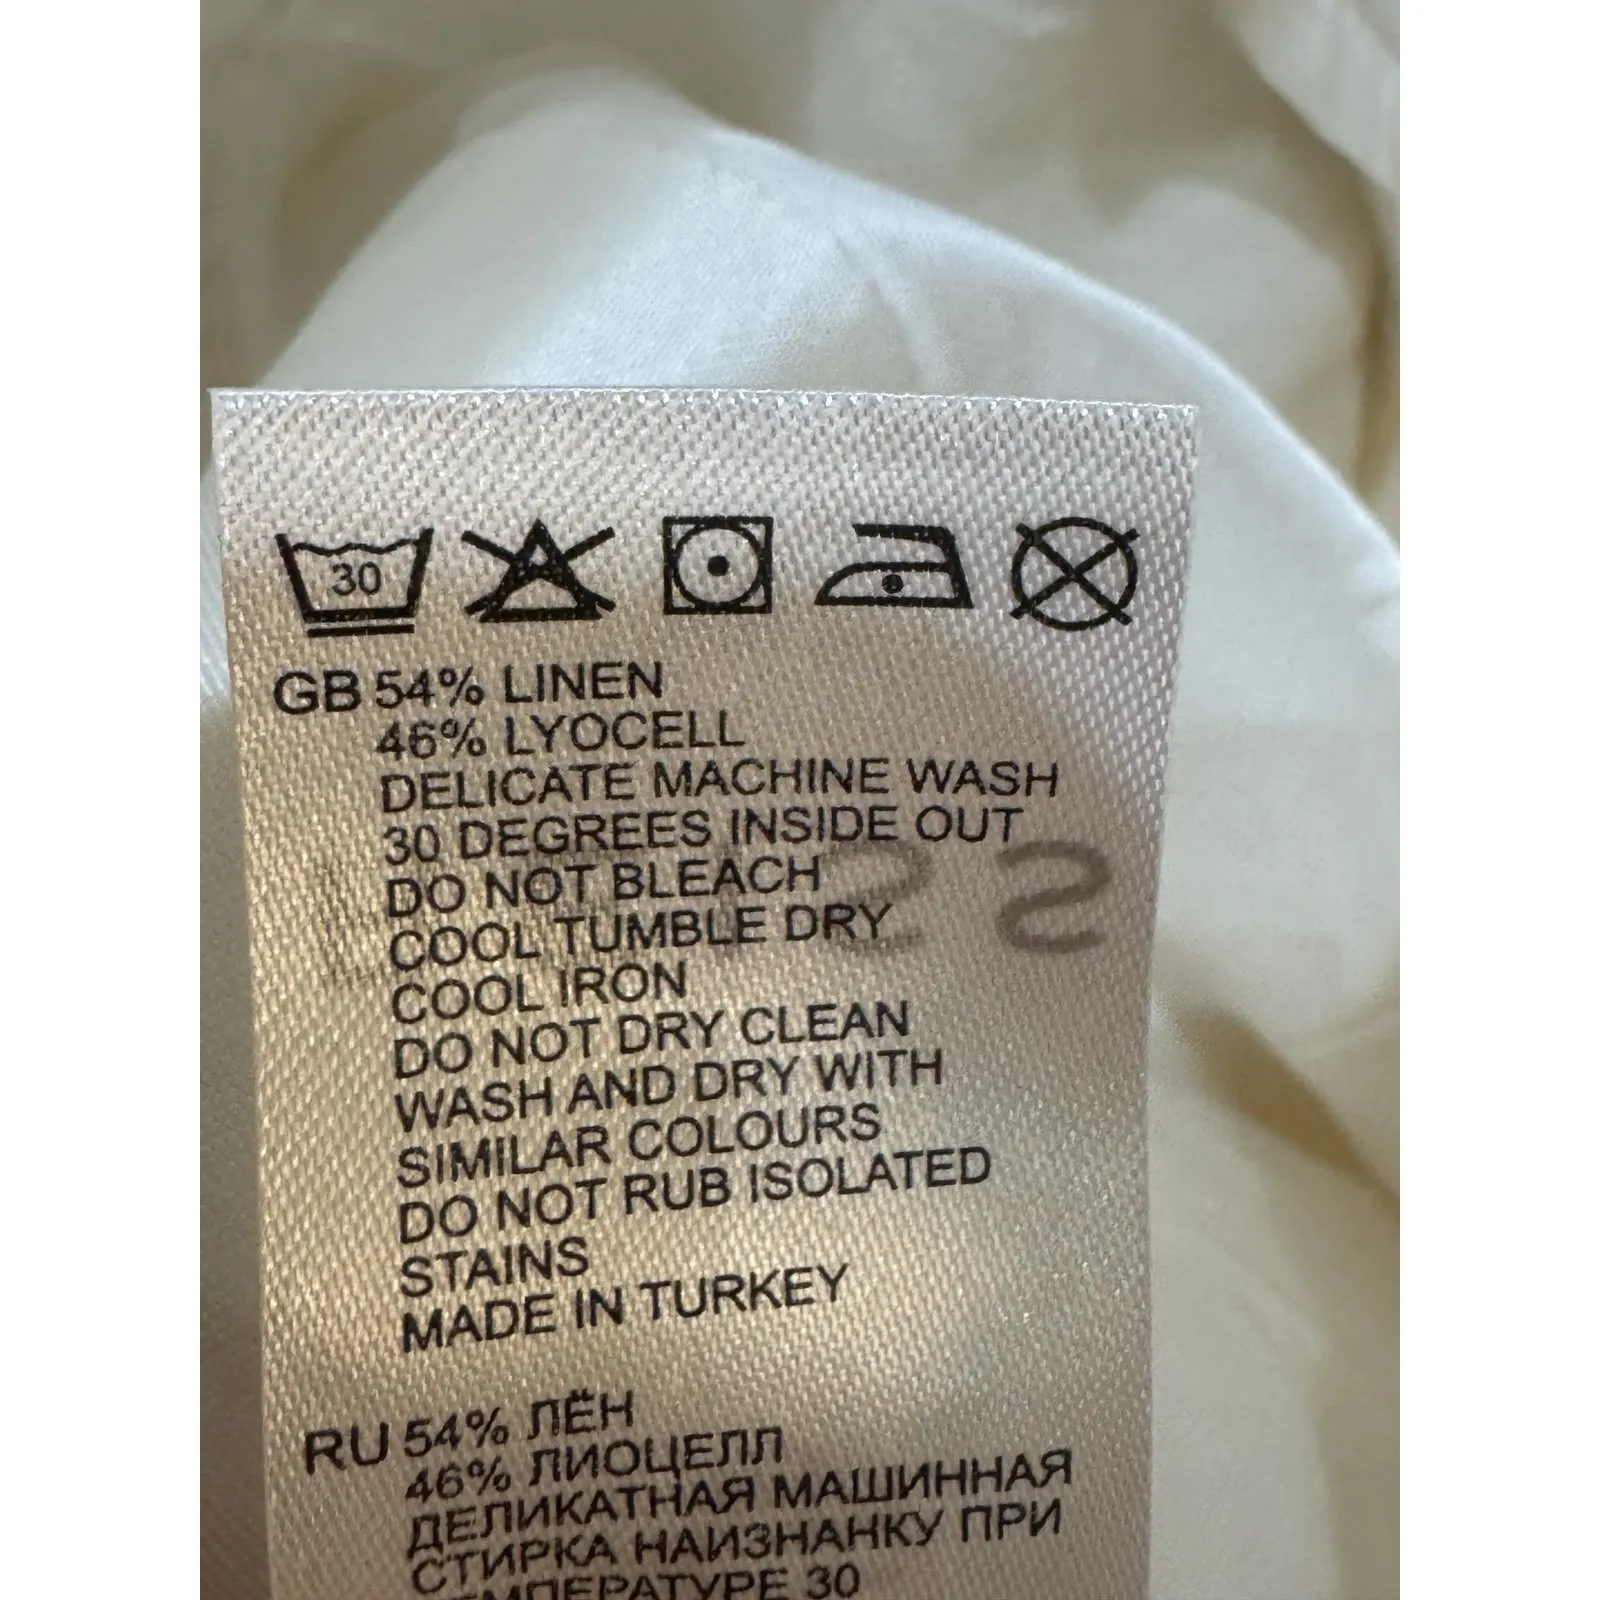 30
GB 54% LINEN
46% LYOCELL
DELICATE MACHINE WASH
30 DEGREES INSIDE OUT
DO NOT BLEACH
COOL TUMBLE DRY
COOL IRON
DO NOT DRY CLEAN
WASH AND DRY WITH
SIMILAR COLOURS
DO NOT RUB ISOLATED
STAINS
MADE IN TURKEY
RU 54% ЛЁН
46% ЛИОЦЕЛЛ
ДЕЛИКАТНАЯ МАШИННАЯ
СТИРКА НАИЗНАНКУ ПРИ
ТЕМПЕРАТУРЕ 30